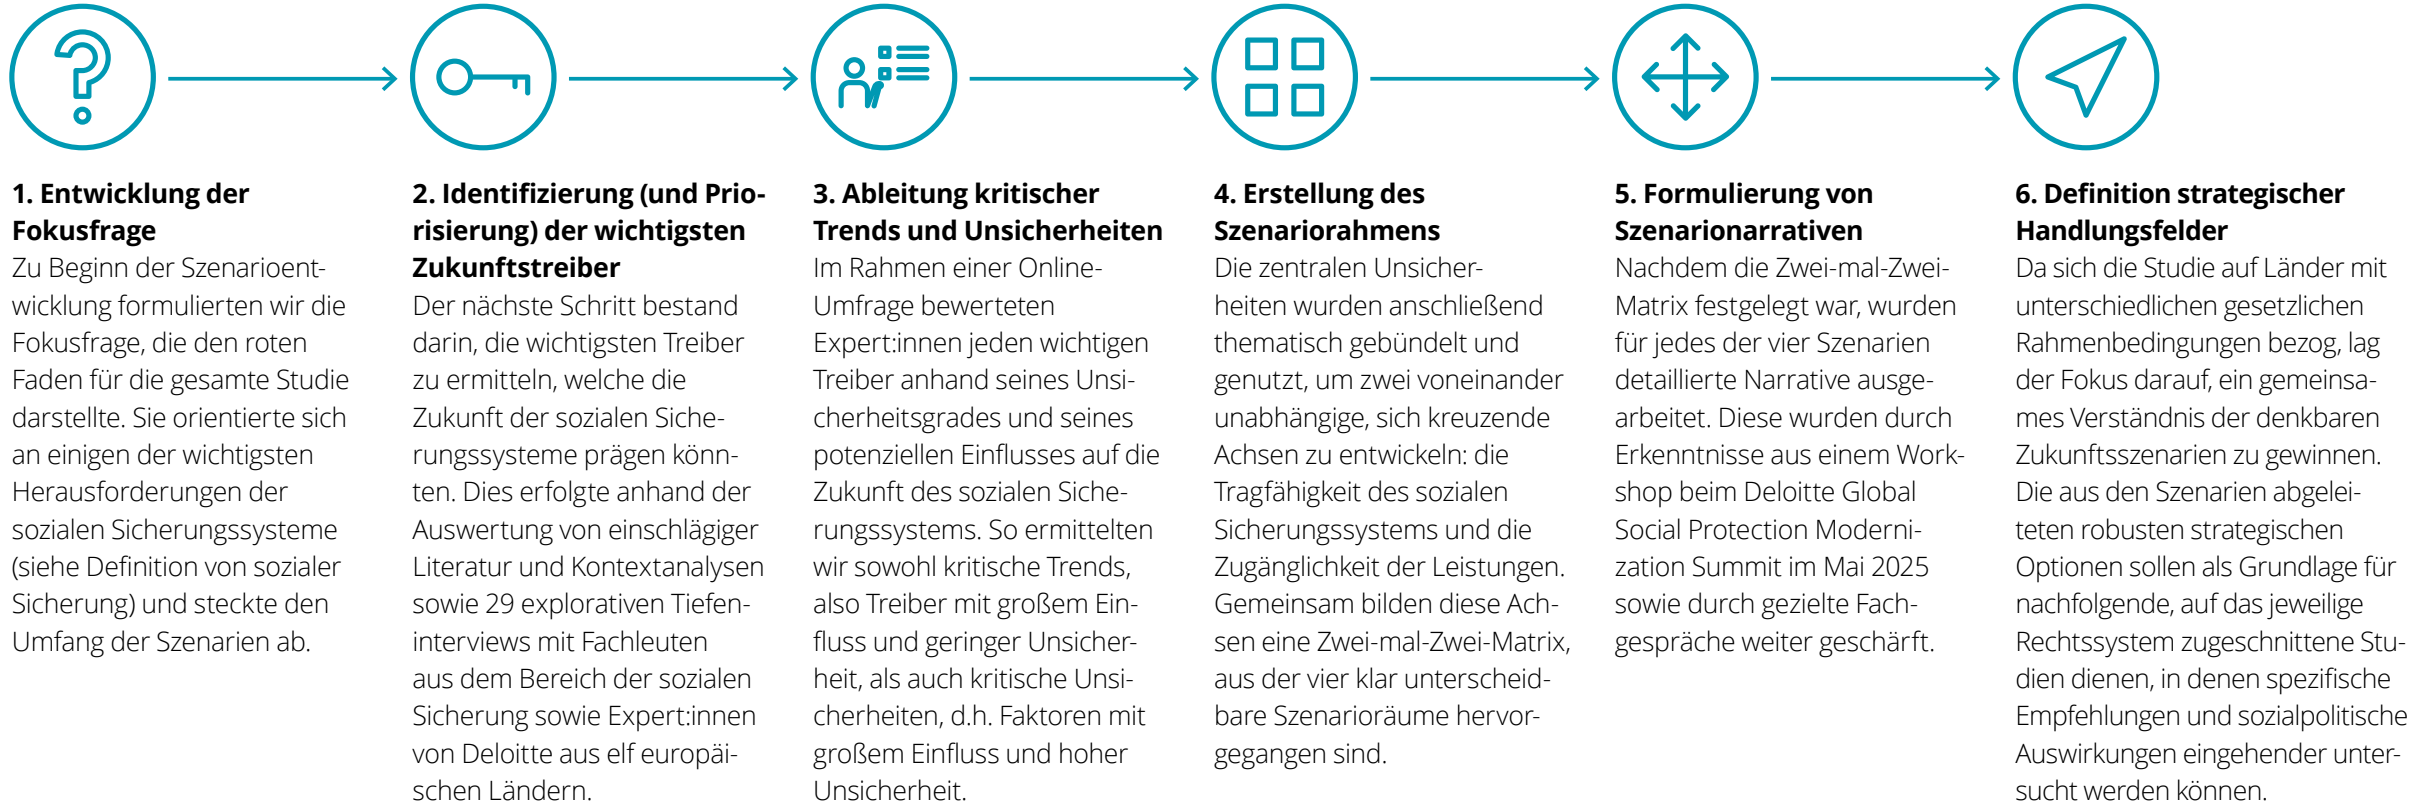 1. Entwicklung der
Fokusfrage
Zu Beginn der Szenarioent-
wicklung formulierten wir die
Fokusfrage, die den roten
Faden für die gesamte Studie
darstellte. Sie orientierte sich
an einigen der wichtigsten
Herausforderungen der
sozialen Sicherungssysteme
(siehe Definition von sozialer
Sicherung) und steckte den
Umfang der Szenarien ab.
2. Identifizierung (und Prio-
risierung) der wichtigsten
Zukunftstreiber
Der nächste Schritt bestand
darin, die wichtigsten Treiber
zu ermitteln, welche die
Zukunft der sozialen Siche-
rungssysteme prägen könn-
ten. Dies erfolgte anhand der
Auswertung von einschlägiger
Literatur und Kontextanalysen
sowie 29 explorativen Tiefen-
interviews mit Fachleuten
aus dem Bereich der sozialen
Sicherung sowie Expert:innen
von Deloitte aus elf europäi-
schen Ländern.
3. Ableitung kritischer
Trends und Unsicherheiten
Im Rahmen einer Online-
Umfrage bewerteten
Expert:innen jeden wichtigen
Treiber anhand seines Unsi-
cherheitsgrades und seines
potenziellen Einflusses auf die
Zukunft des sozialen Siche-
rungssystems. So ermittelten
wir sowohl kritische Trends,
also Treiber mit großem Ein-
fluss und geringer Unsicher-
heit, als auch kritische Unsi-
cherheiten, d.h. Faktoren mit
großem Einfluss und hoher
Unsicherheit.
4. Erstellung des
Szenariorahmens
Die zentralen Unsicher-
heiten wurden anschließend
thematisch gebündelt und
genutzt, um zwei voneinander
unabhängige, sich kreuzende
Achsen zu entwickeln: die
Tragfähigkeit des sozialen
Sicherungssystems und die
Zugänglichkeit der Leistungen.
Gemeinsam bilden diese Ach-
sen eine Zwei-mal-Zwei-Matrix,
aus der vier klar unterscheid-
bare Szenarioräume hervor-
gegangen sind.
5. Formulierung von
Szenarionarrativen
Nachdem die Zwei-mal-Zwei-
Matrix festgelegt war, wurden
für jedes der vier Szenarien
detaillierte Narrative ausge-
arbeitet. Diese wurden durch
Erkenntnisse aus einem Work-
shop beim Deloitte Global
Social Protection Moderni-
zation Summit im Mai 2025
sowie durch gezielte Fach-
gespräche weiter geschärft.
6. Definition strategischer
Handlungsfelder
Da sich die Studie auf Länder mit
unterschiedlichen gesetzlichen
Rahmenbedingungen bezog, lag
der Fokus darauf, ein gemeinsa-
mes Verständnis der denkbaren
Zukunftsszenarien zu gewinnen.
Die aus den Szenarien abgelei-
teten robusten strategischen
Optionen sollen als Grundlage für
nachfolgende, auf das jeweilige
Rechtssystem zugeschnittene Stu-
dien dienen, in denen spezifische
Empfehlungen und sozialpolitische
Auswirkungen eingehender unter-
sucht werden können.